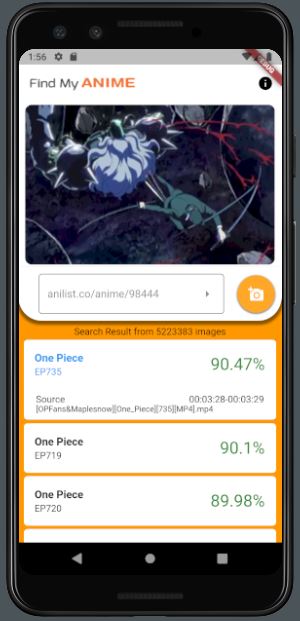 1:56
DEBUG
Find My ANIME
anilist.co/anime/98444
Search Result from 5223383 images
One Piece
90.47%
EP735
Source 00:03:28-00:03:29
[OPFans&Maplesnow][One_Piece][735][MP4].mp4
One Piece
90.1%
EP719
One Piece
89.98%
EP720